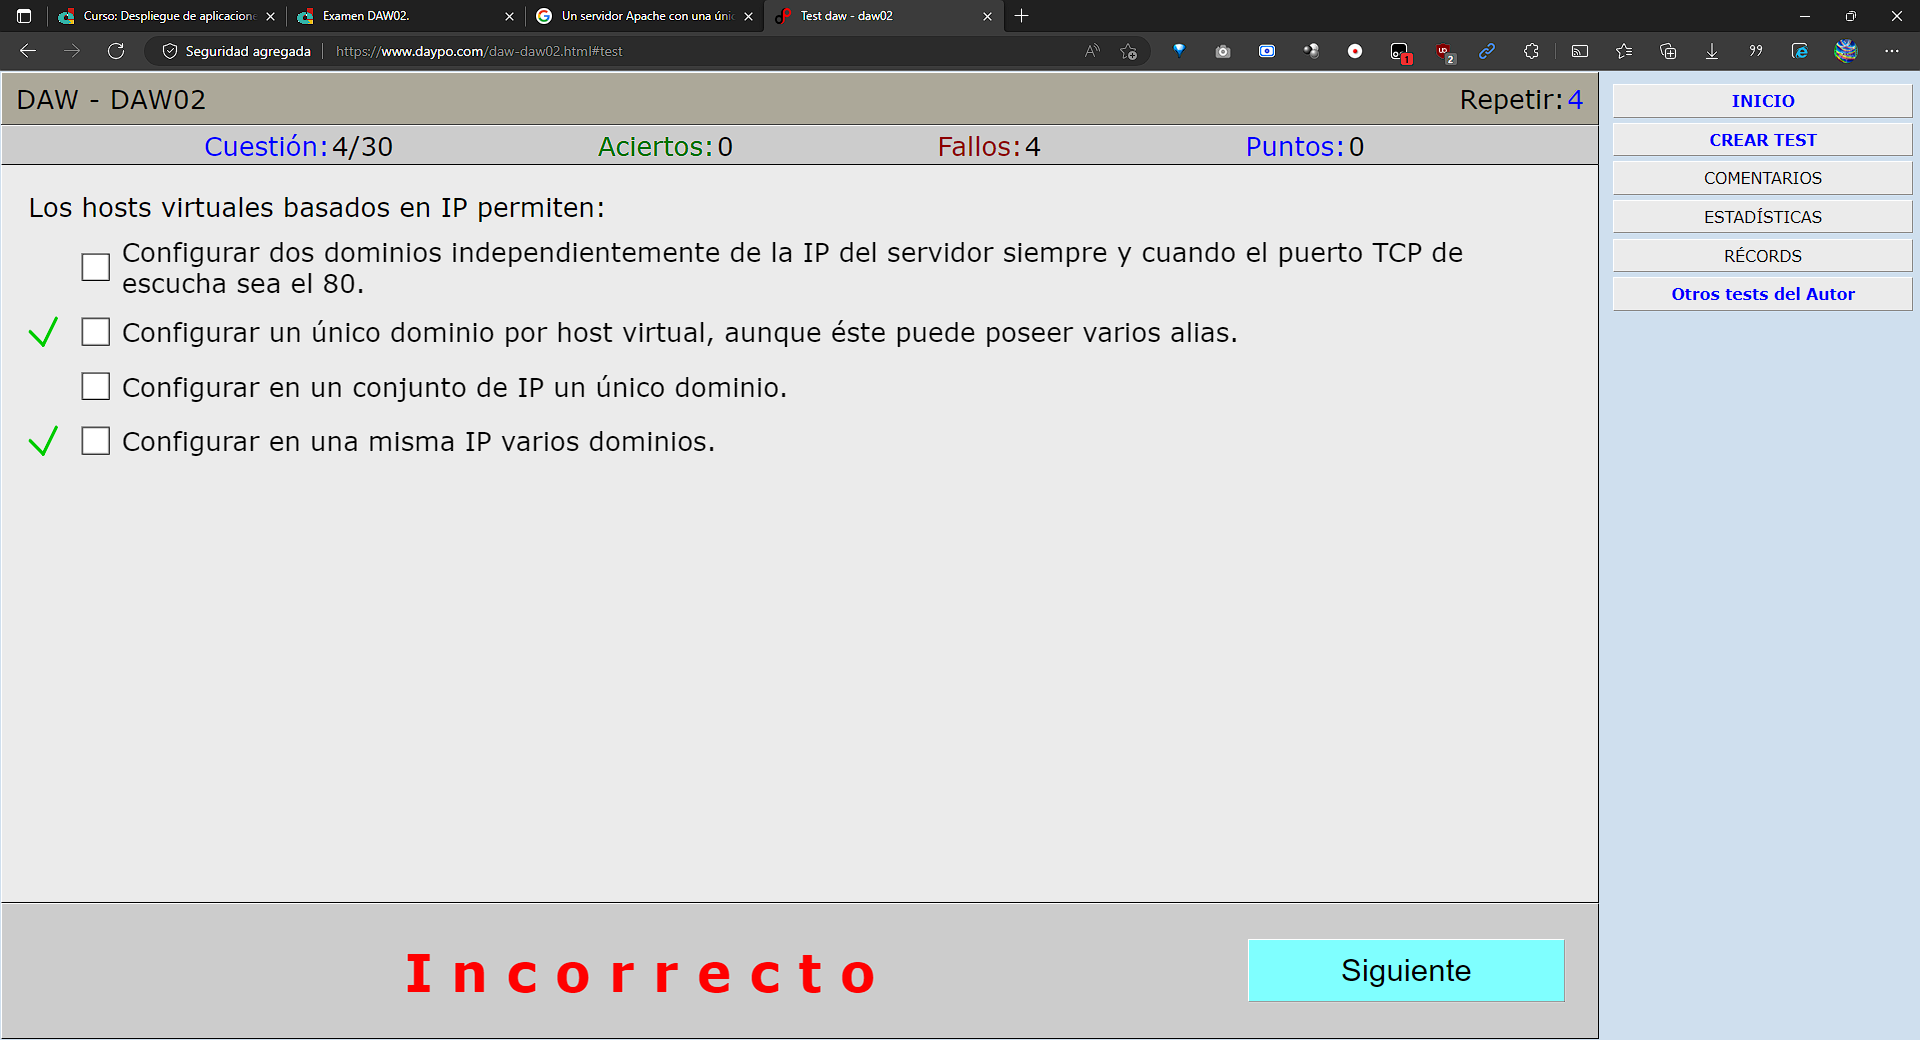 Curso: Despliegue de aplicacione
Examen DAW02.
Un servidor Apache con una únic
Test daw - daw02
Seguridad agregada
https://www.daypo.com/daw-daw02.html#test
1
2
DAW - DAW02
Repetir:4
Cuestión:4/30
Aciertos:0
Fallos:4
Puntos:0
Los hosts virtuales basados en IP permiten:
Configurar dos dominios independientemente de la IP del servidor siempre y cuando el puerto TCP de
escucha sea el 80.
Configurar un único dominio por host virtual, aunque éste puede poseer varios alias.
Configurar en un conjunto de IP un único dominio.
Configurar en una misma IP varios dominios.
Incorrecto
Siguiente
INICIO
CREAR TEST
COMENTARIOS
ESTADÍSTICAS
RÉCORDS
Otros tests del Autor